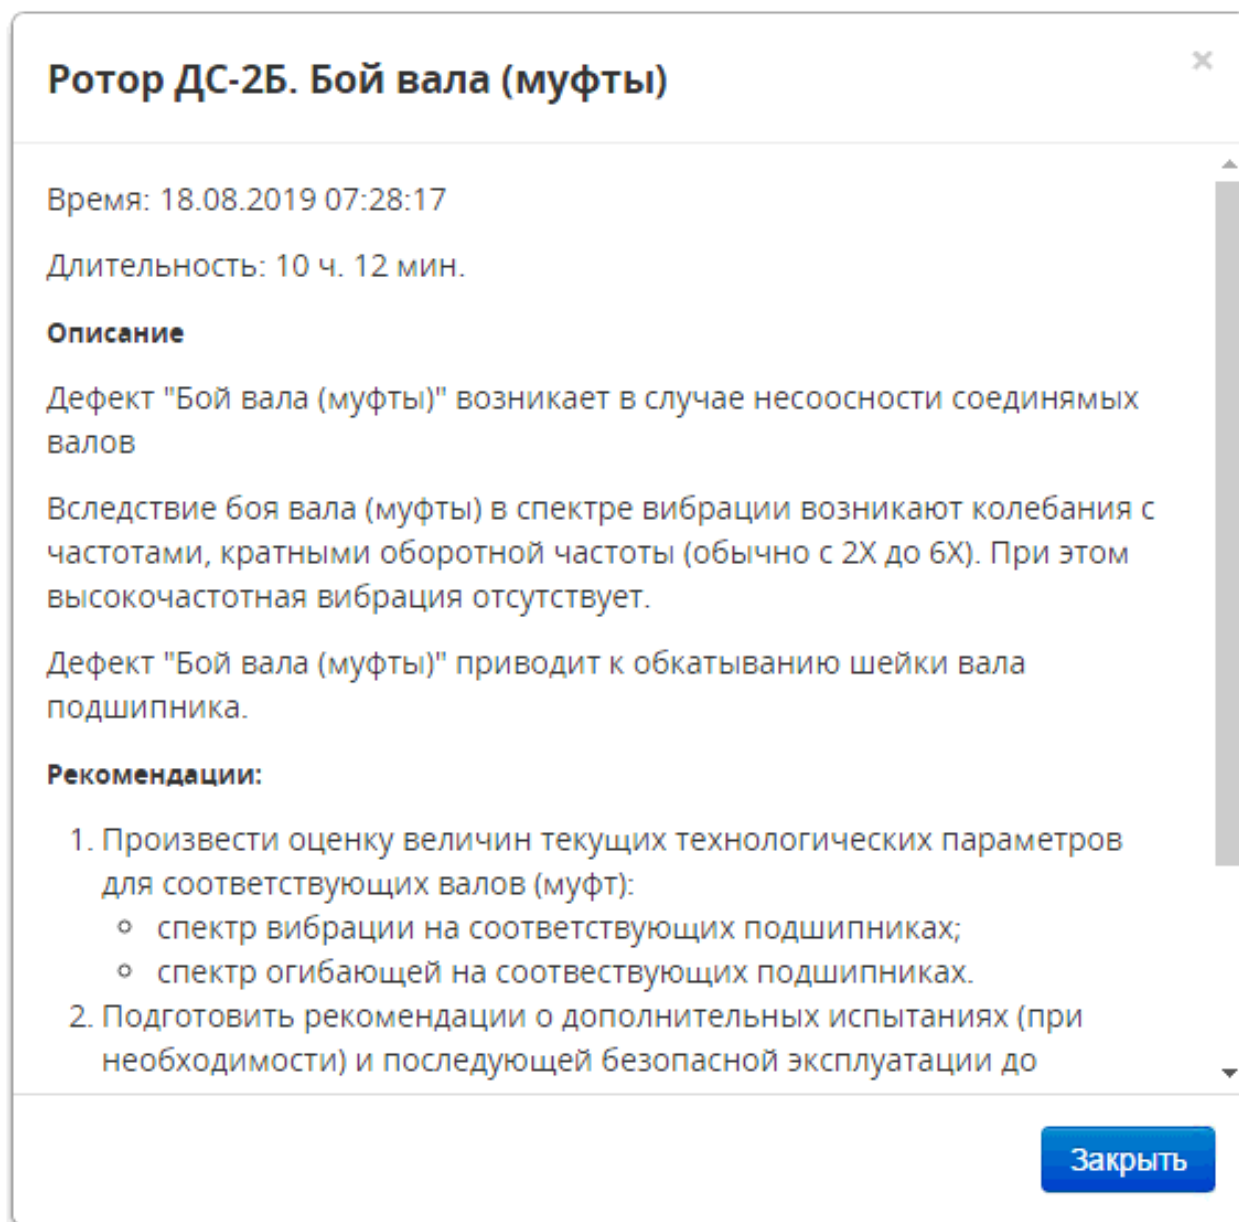 Ротор ДС-2Б. Бой вала (муфты)
×
Время: 18.08.2019 07:28:17
Длительность: 10 ч. 12 мин.
Описание
Дефект "Бой вала (муфты)" возникает в случае несоосности соединямых
валов
Вследствие боя вала (муфты) в спектре вибрации возникают колебания с
частотами, кратными оборотной частоты (обычно с 2Х до 6Х). При этом
высокочастотная вибрация отсутствует.
Дефект "Бой вала (муфты)" приводит к обкатыванию шейки вала
подшипника.
Рекомендации:
1. Произвести оценку величин текущих технологических параметров
для соответствующих валов (муфт):
спектр вибрации на соответствующих подшипниках;
спектр огибающей на соотвествующих подшипниках.
2. Подготовить рекомендации о дополнительных испытаниях (при
необходимости) и последующей безопасной эксплуатации до
Закрыть